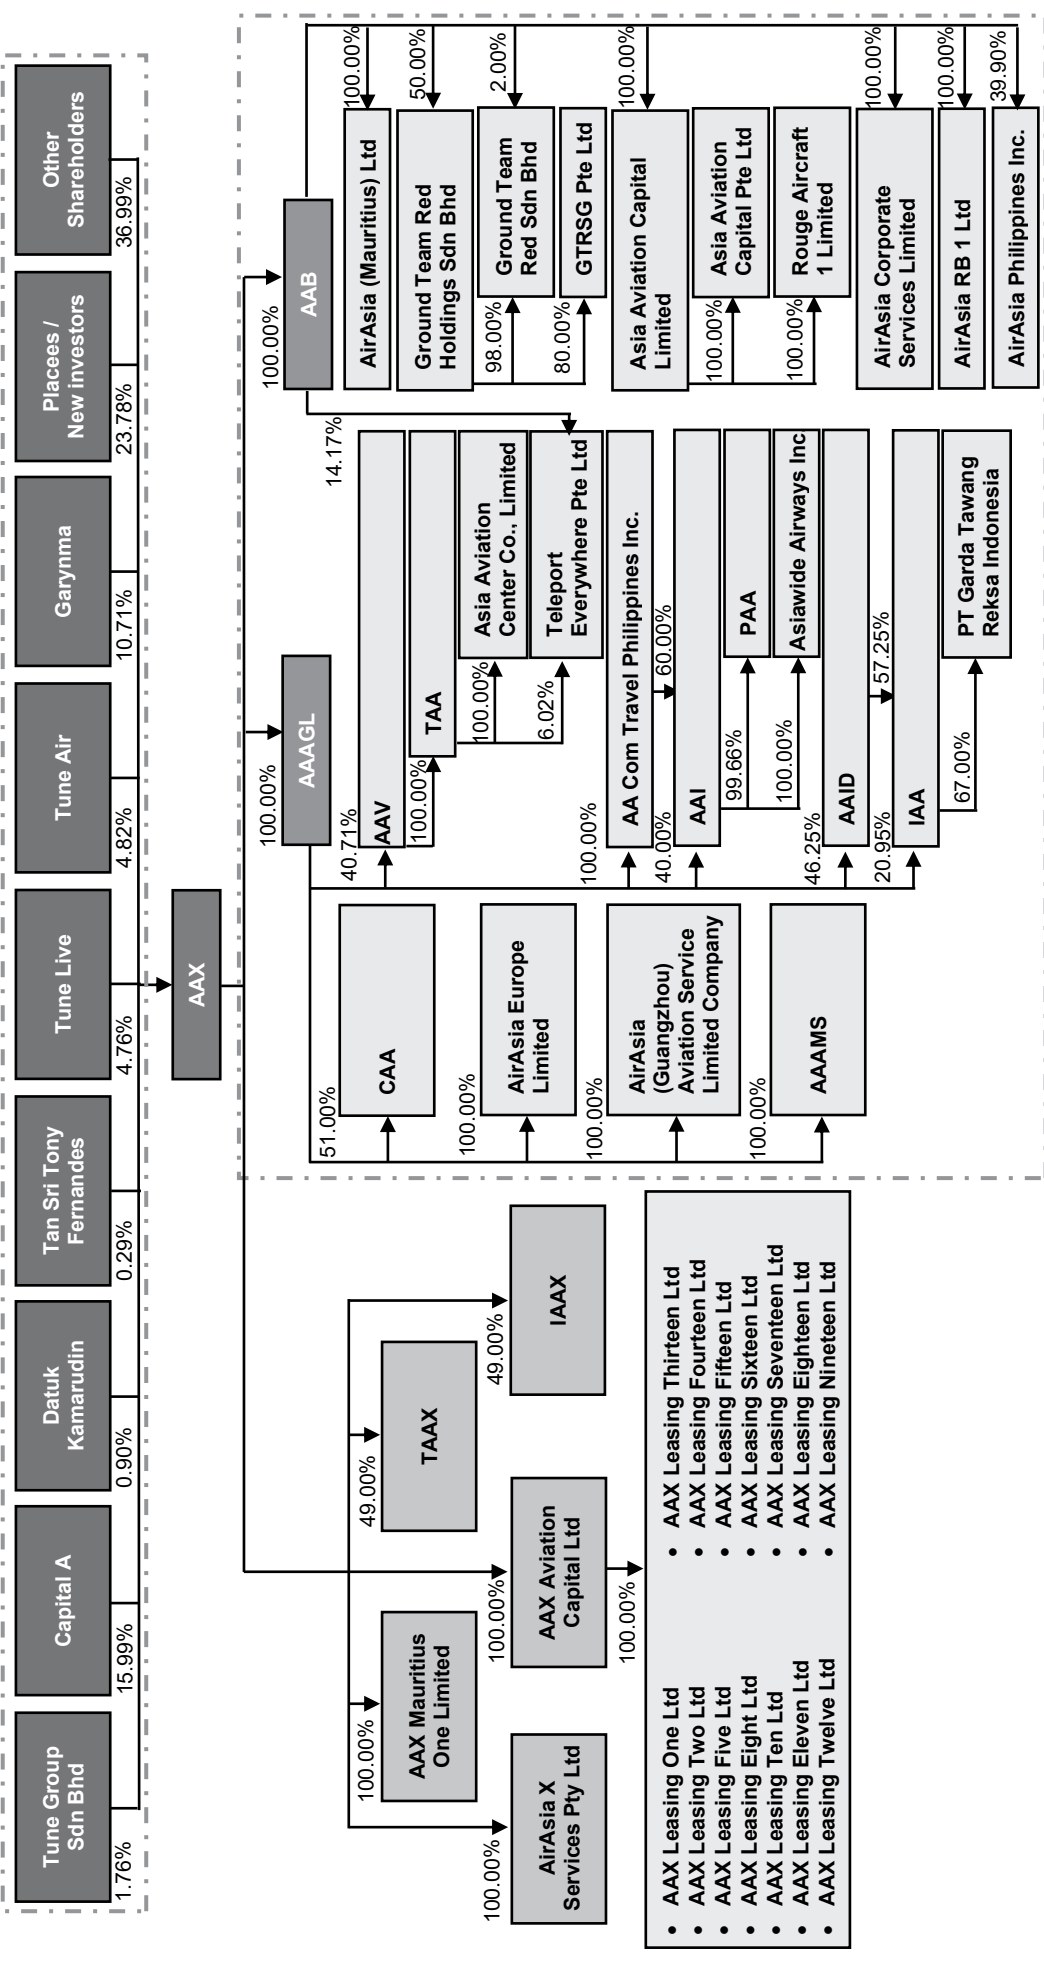 Tune Group
Sdn Bhd
1.76%
Capital A
15.99%
Datuk
Kamarudin
0.90%
Tan Sri Tony
Fernandes
0.29%
Tune Live
4.76%
Tune Air
4.82%
Garynma
10.71%
Placees /
New investors
23.78%
Other
Shareholders
36.99%
AAX
100.00%
AirAsia X
Services Pty Ltd
100.00%
AAX Mauritius
One Limited
100.00%
AAX Aviation
Capital Ltd
49.00%
TAAX
49.00%
IAAX
100.00%
• AAX Leasing One Ltd
• AAX Leasing Two Ltd
• AAX Leasing Five Ltd
• AAX Leasing Eight Ltd
• AAX Leasing Ten Ltd
• AAX Leasing Eleven Ltd
• AAX Leasing Twelve Ltd
• AAX Leasing Thirteen Ltd
• AAX Leasing Fourteen Ltd
• AAX Leasing Fifteen Ltd
• AAX Leasing Sixteen Ltd
• AAX Leasing Seventeen Ltd
• AAX Leasing Eighteen Ltd
• AAX Leasing Nineteen Ltd
100.00%
AAAGL
51.00%
CAA
100.00%
AirAsia Europe
Limited
100.00%
AirAsia
(Guangzhou)
Aviation Service
Limited Company
100.00%
AAAMS
40.71%
AAV
100.00%
TAA
100.00%
Asia Aviation
Center Co., Limited
6.02%
Teleport
Everywhere Pte Ltd
14.17%
100.00%
AA Com Travel Philippines Inc.
60.00%
40.00%
AAI
99.66%
PAA
100.00%
Asiawide Airways Inc.
46.25%
AAID
57.25%
20.95%
IAA
67.00%
PT Garda Tawang
Reksa Indonesia
100.00%
AAB
100.00%
AirAsia (Mauritius) Ltd
50.00%
Ground Team Red
Holdings Sdn Bhd
2.00%
98.00%
Ground Team
Red Sdn Bhd
80.00%
GTRSG Pte Ltd
100.00%
Asia Aviation Capital
Limited
100.00%
Asia Aviation
Capital Pte Ltd
100.00%
Rouge Aircraft
1 Limited
100.00%
AirAsia Corporate
Services Limited
100.00%
AirAsia RB 1 Ltd
39.90%
AirAsia Philippines Inc.